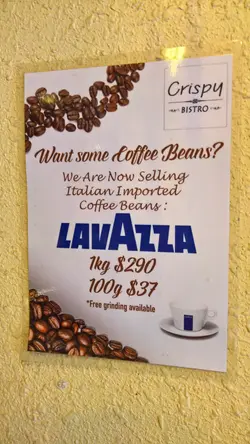 Crispy
BISTRO
Want some Coffee Beans?
We Are Now Selling
Italian Imported
Coffee Beans :
LAVAZZA
1kg $290
100g $37
*Free grinding available